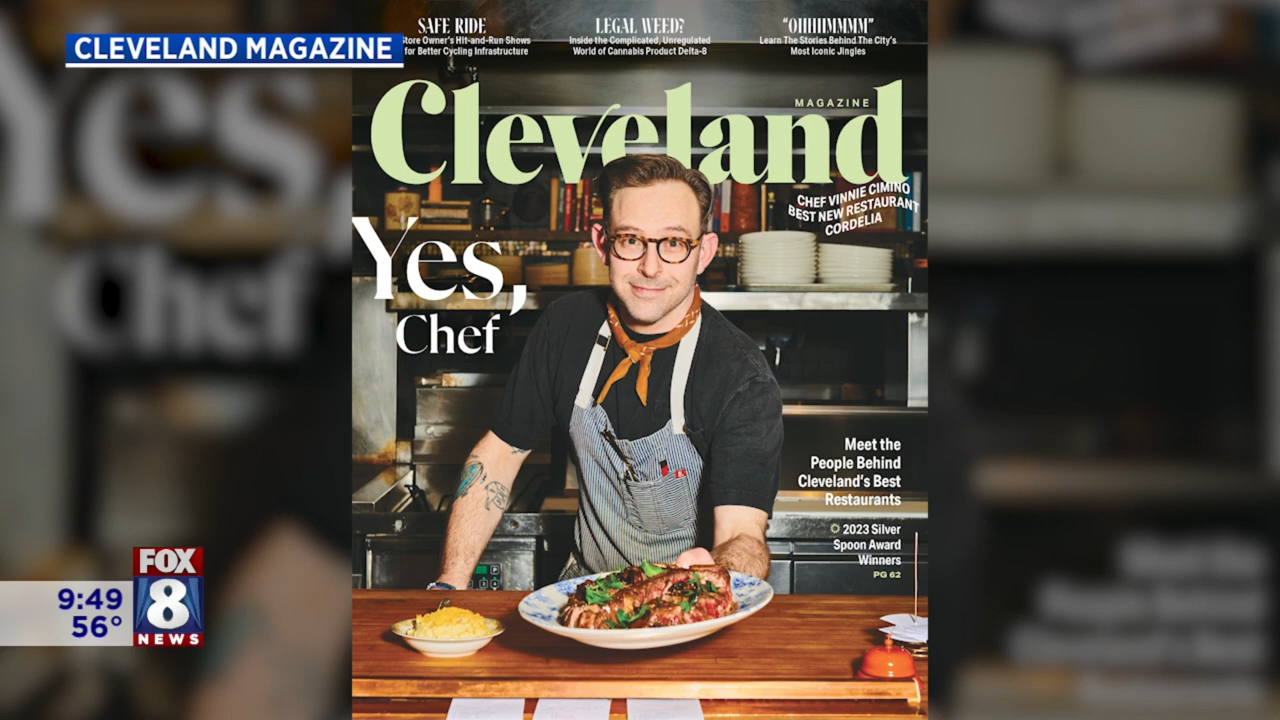 CLEVELAND MAGAZINE
SAFE RIDE
Store Owner's Hit-and-Run Shows
for Better Cycling Infrastructure
LEGAL WEED?
Inside the Complicated, Unregulated
World of Cannabis Product Delta-8
"OHHHMMMM"
Learn The Stories Behind The City's
Most Iconic Jingles
Cleveland
MAGAZINE
CHEF VINNIE CIMINO
BEST NEW RESTAURANT
CORDELIA
Yes,
Chef
Meet the
People Behind
Cleveland's Best
Restaurants
2023 Silver
Spoon Award
Winners
PG 62
FOX
8
NEWS
9:49
56°